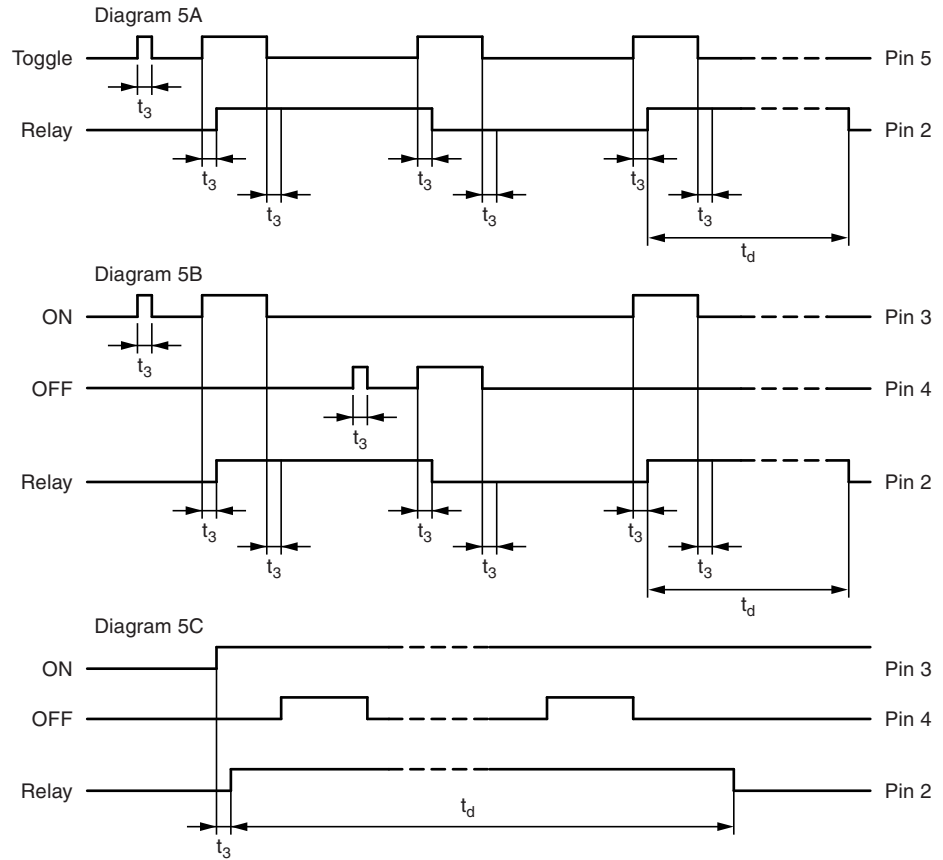 Diagram 5A
Toggle Pin 5
t3
Relay Pin 2
t3 t3 t3
t3 t3 t3
td
Diagram 5B
ON Pin 3
t3
OFF Pin 4
t3
Relay Pin 2
t3 t3 t3
t3 t3 t3
td
Diagram 5C
ON Pin 3
OFF Pin 4
Relay Pin 2
td
t3